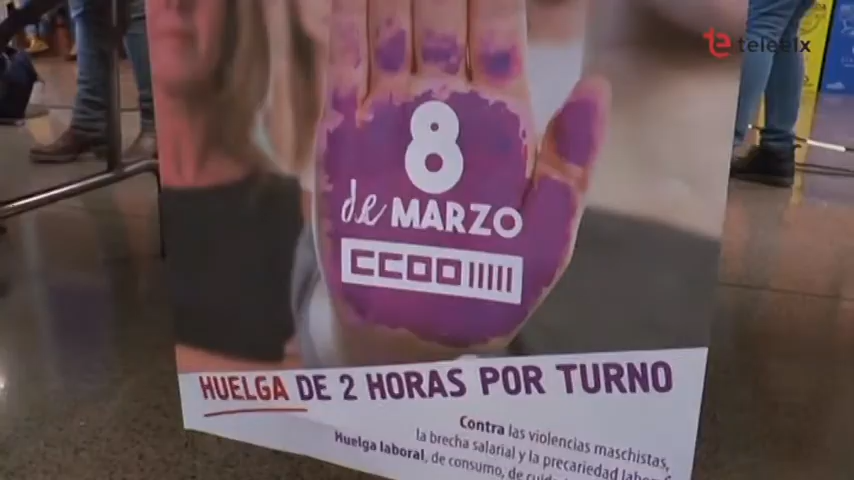 teleelx
8
de MARZO
CCOO
HUELGA DE 2 HORAS POR TURNO
Contra las violencias maschistas,
la brecha salarial y la precariedad
Huelga laboral, de consumo, de